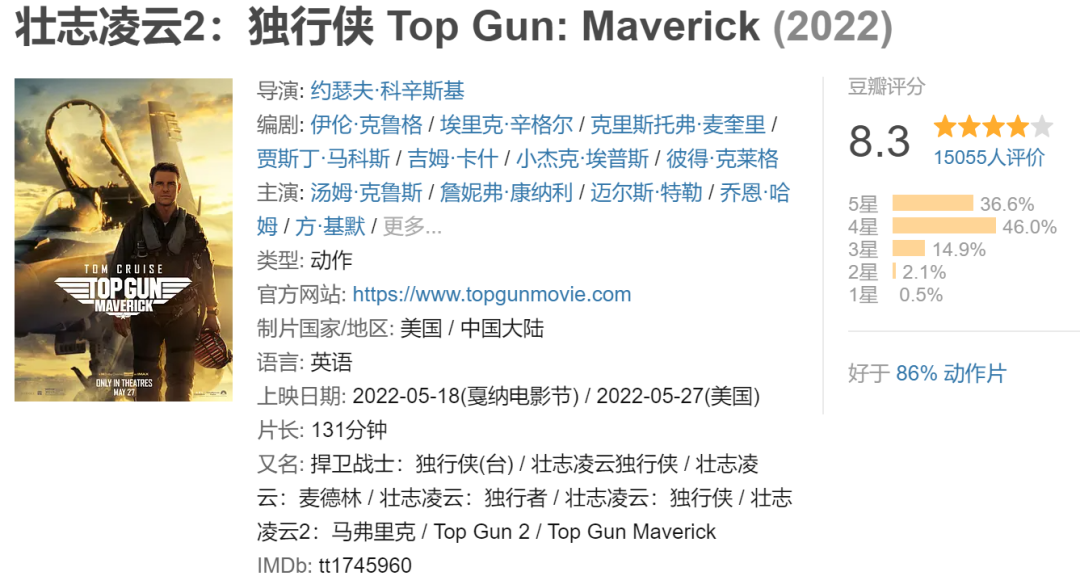 壮志凌云2：独行侠 Top Gun: Maverick (2022)
TOM CRUISE
TOP GUN
MAVERICK
ONLY IN THEATRES
MAY 27
导演: 约瑟夫·科辛斯基
编剧: 伊伦·克鲁格 / 埃里克·辛格尔 / 克里斯托弗·麦奎里 /
贾斯丁·马科斯 / 吉姆·卡什 / 小杰克·埃普斯 / 彼得·克莱格
主演: 汤姆·克鲁斯 / 詹妮弗·康纳利 / 迈尔斯·特勒 / 乔恩·哈
姆 / 方·基默 / 更多...
类型: 动作
官方网站: https://www.topgunmovie.com
制片国家/地区: 美国 / 中国大陆
语言: 英语
上映日期: 2022-05-18(戛纳电影节) / 2022-05-27(美国)
片长: 131分钟
又名: 捍卫战士：独行侠(台) / 壮志凌云独行侠 / 壮志凌
云：麦德林 / 壮志凌云：独行者 / 壮志凌云：独行侠 / 壮志
凌云2：马弗里克 / Top Gun 2 / Top Gun Maverick
IMDb: tt1745960
豆瓣评分
8.3
15055人评价
5星 36.6%
4星 46.0%
3星 14.9%
2星 2.1%
1星 0.5%
好于 86% 动作片